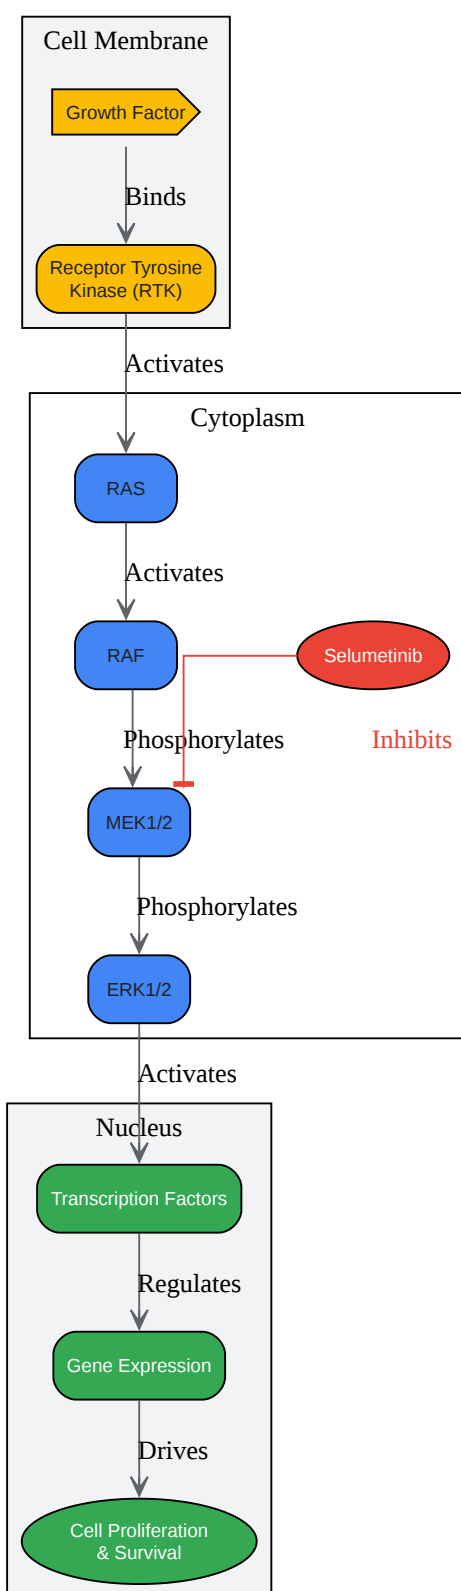 Cell Membrane
Growth Factor
Binds
Receptor Tyrosine
Kinase (RTK)
Activates
Cytoplasm
RAS
Activates
RAF
Selumetinib
Phosphorylates
Inhibits
MEK1/2
Phosphorylates
ERK1/2
Activates
Nucleus
Transcription Factors
Regulates
Gene Expression
Drives
Cell Proliferation
& Survival